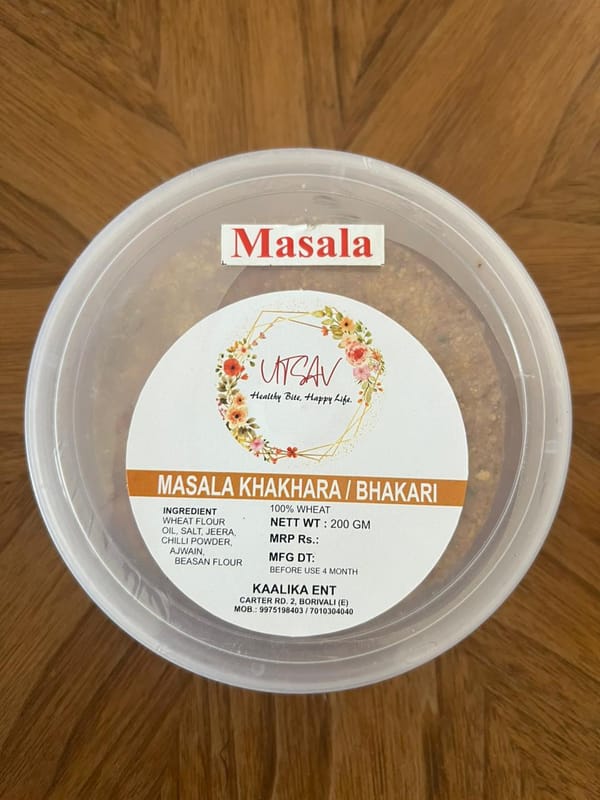 Masala
UTSAV
Healthy Bite, Happy Life.
MASALA KHAKHARA / BHAKARI
INGREDIENT
WHEAT FLOUR
OIL, SALT, JEERA,
CHILLI POWDER,
AJWAIN,
BEASAN FLOUR
100% WHEAT
NETT WT : 200 GM
MRP Rs.:
MFG DT:
BEFORE USE 4 MONTH
KAALIKA ENT
CARTER RD. 2, BORIVALI (E)
MOB.: 9975198403 / 7010304040